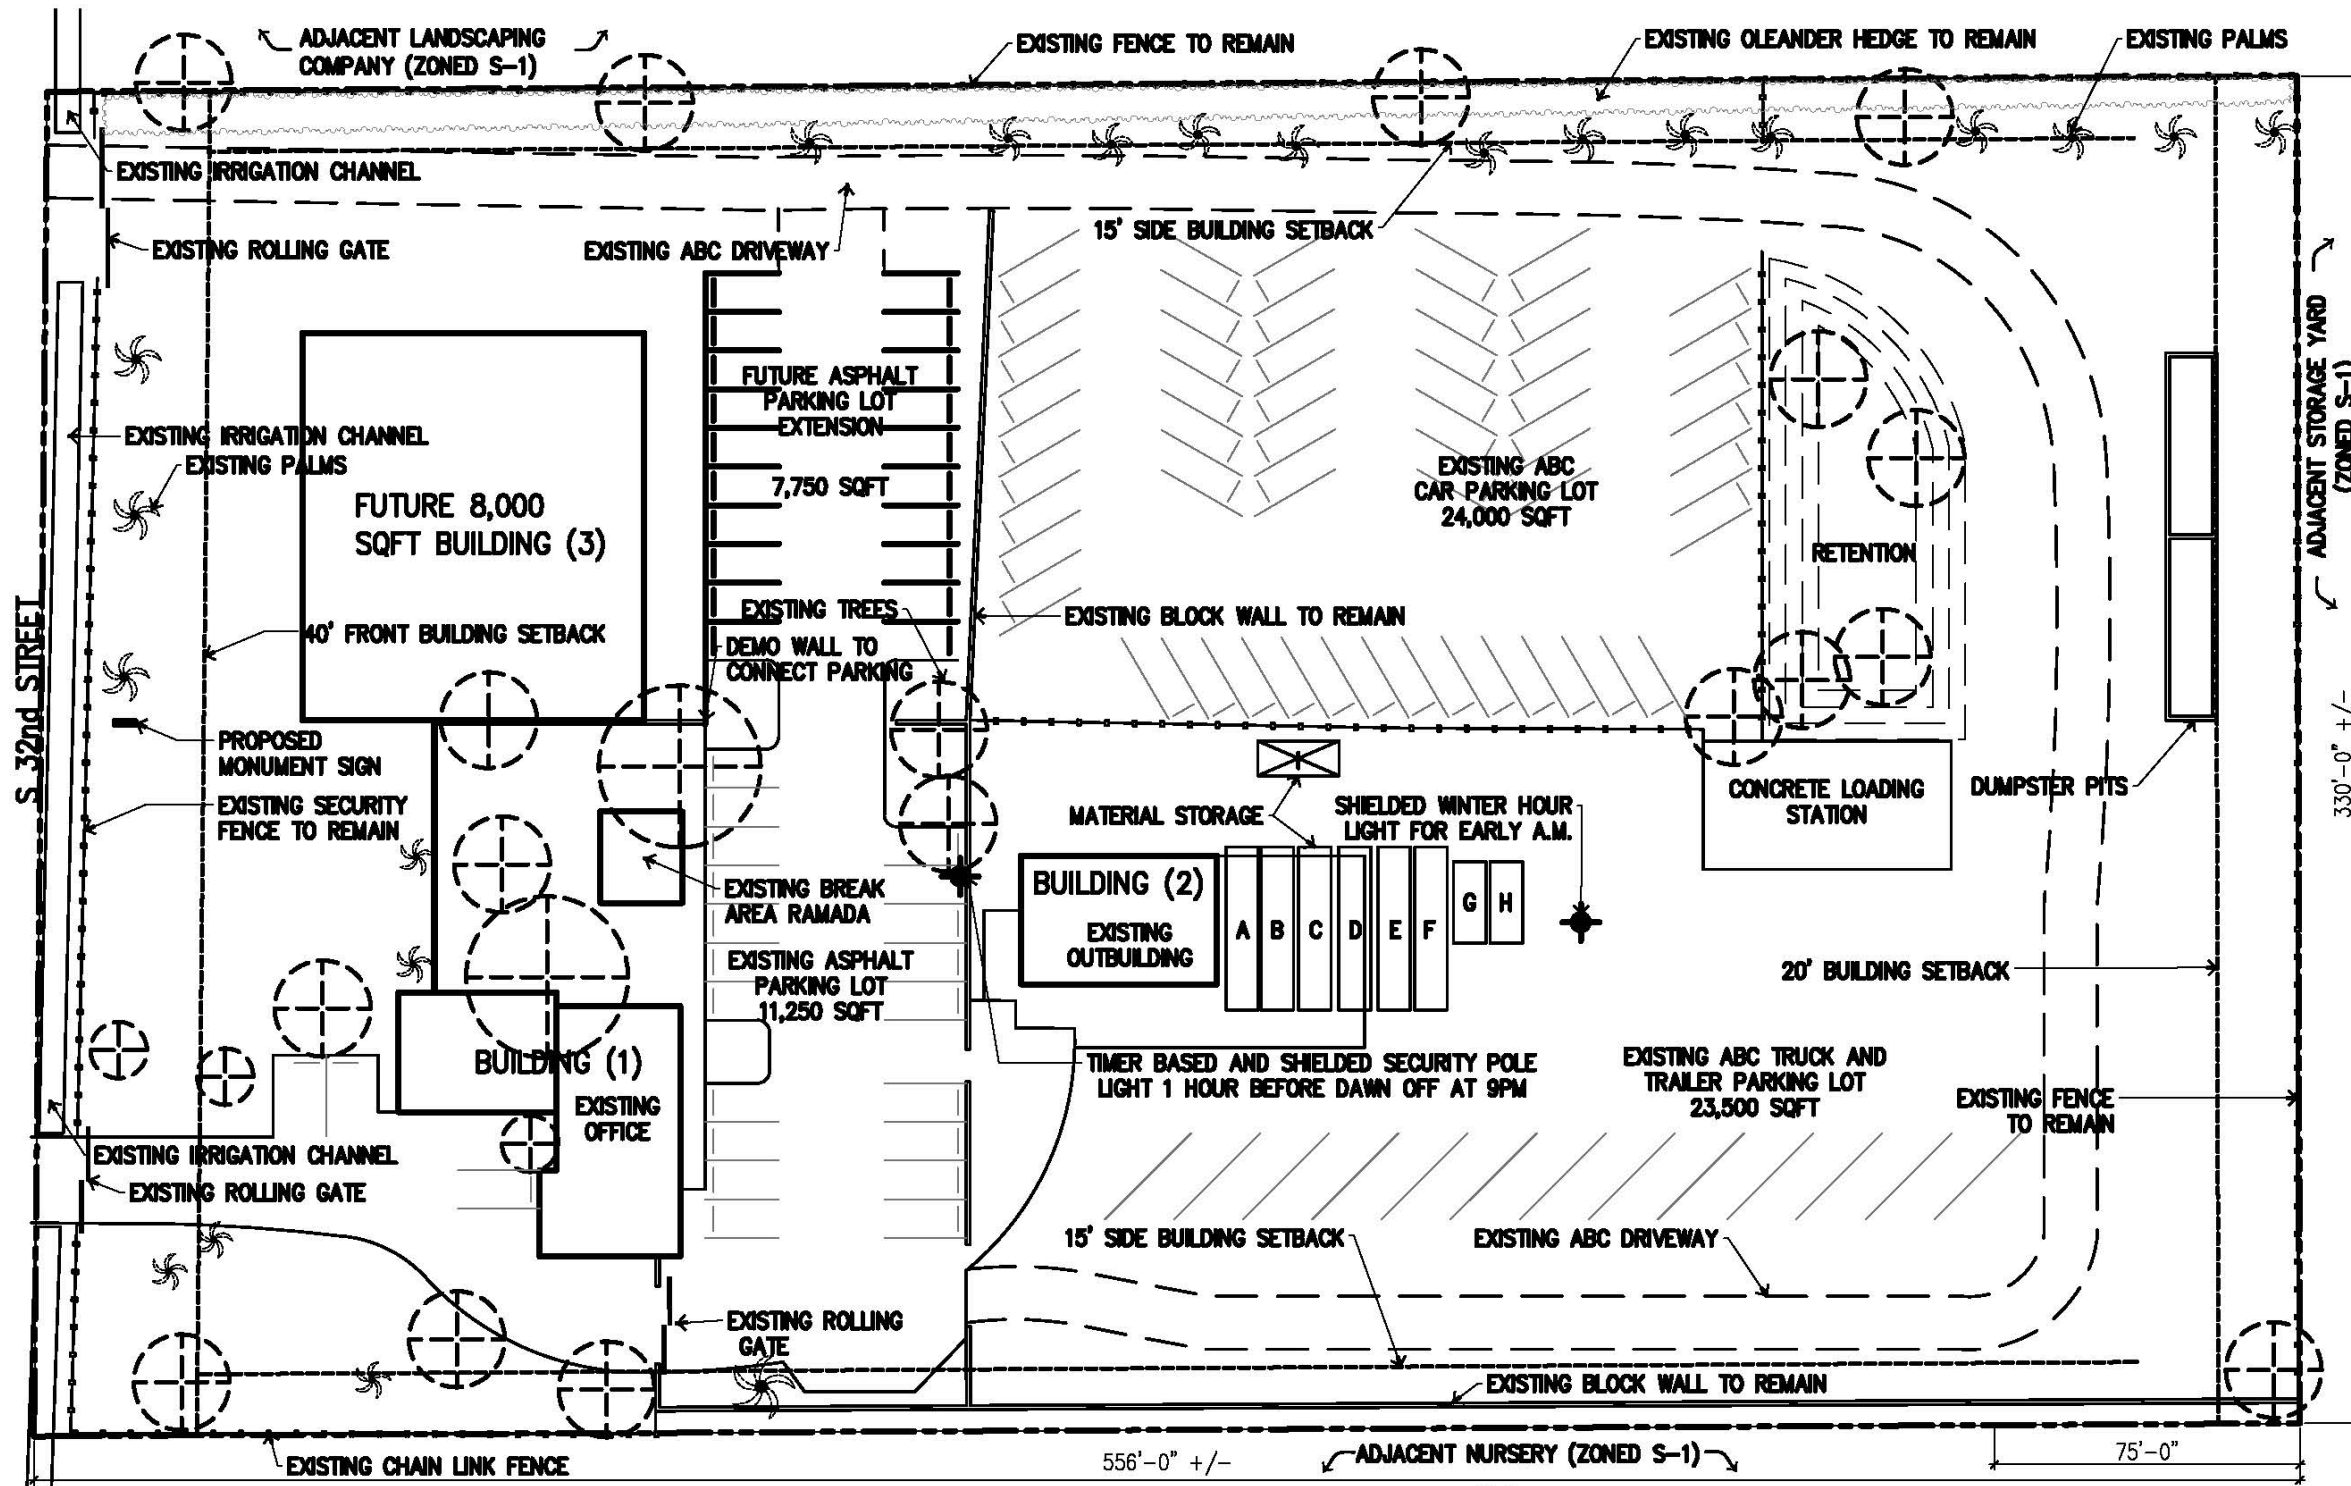 ADJACENT LANDSCAPING
COMPANY (ZONED S-1)
EXISTING FENCE TO REMAIN
EXISTING OLEANDER HEDGE TO REMAIN
EXISTING PALMS
EXISTING IRRIGATION CHANNEL
EXISTING ROLLING GATE
EXISTING ABC DRIVEWAY
15' SIDE BUILDING SETBACK
ADJACENT STORAGE YARD
(ZONED S-1)
FUTURE ASPHALT
PARKING LOT
EXTENSION
7,750 SQFT
EXISTING IRRIGATION CHANNEL
EXISTING PALMS
FUTURE 8,000
SQFT BUILDING (3)
EXISTING ABC
CAR PARKING LOT
24,000 SQFT
RETENTION
EXISTING TREES
EXISTING BLOCK WALL TO REMAIN
40' FRONT BUILDING SETBACK
DEMO WALL TO
CONNECT PARKING
S 32nd STREET
PROPOSED
MONUMENT SIGN
330'-0" +/-
EXISTING SECURITY
FENCE TO REMAIN
MATERIAL STORAGE
SHIELDED WINTER HOUR
LIGHT FOR EARLY A.M.
CONCRETE LOADING
STATION
DUMPSTER PITS
EXISTING BREAK
AREA RAMADA
BUILDING (2)
EXISTING
OUTBUILDING
A B C D E F G H
EXISTING ASPHALT
PARKING LOT
11,250 SQFT
20' BUILDING SETBACK
BUILDING (1)
EXISTING
OFFICE
TIMER BASED AND SHIELDED SECURITY POLE
LIGHT 1 HOUR BEFORE DAWN OFF AT 9PM
EXISTING ABC TRUCK AND
TRAILER PARKING LOT
23,500 SQFT
EXISTING FENCE
TO REMAIN
EXISTING IRRIGATION CHANNEL
EXISTING ROLLING GATE
15' SIDE BUILDING SETBACK
EXISTING ABC DRIVEWAY
EXISTING ROLLING
GATE
EXISTING BLOCK WALL TO REMAIN
EXISTING CHAIN LINK FENCE
556'-0" +/-
ADJACENT NURSERY (ZONED S-1)
75'-0"